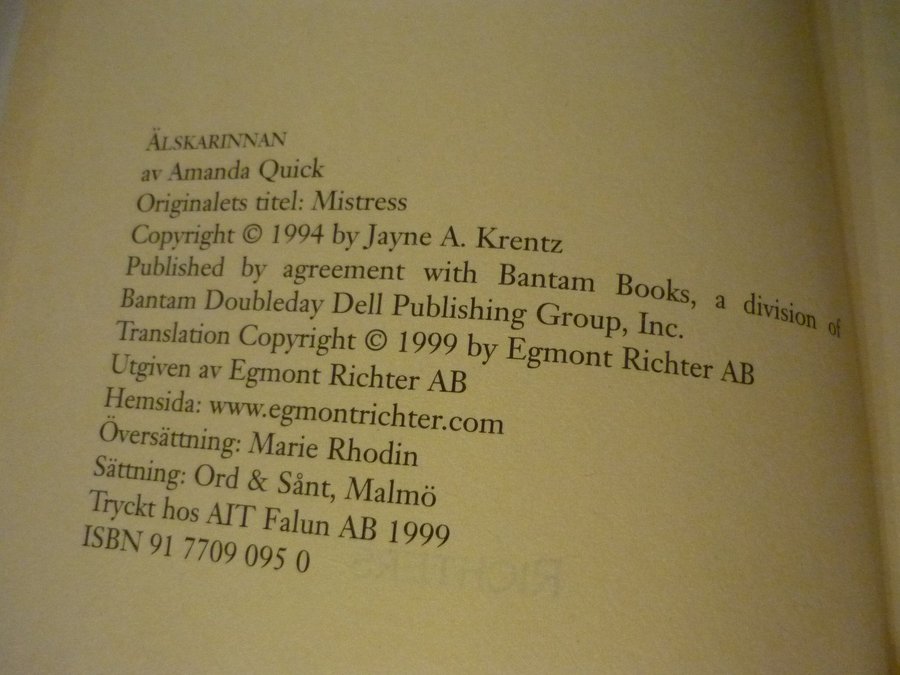 ÄLSKARINNAN
av Amanda Quick
Originalets titel: Mistress
Copyright © 1994 by Jayne A. Krentz
Published by agreement with Bantam Books, a division of
Bantam Doubleday Dell Publishing Group, Inc.
Translation Copyright © 1999 by Egmont Richter AB
Utgiven av Egmont Richter AB
Hemsida: www.egmontrichter.com
Översättning: Marie Rhodin
Sättning: Ord & Sånt, Malmö
Tryckt hos AIT Falun AB 1999
ISBN 91 7709 095 0